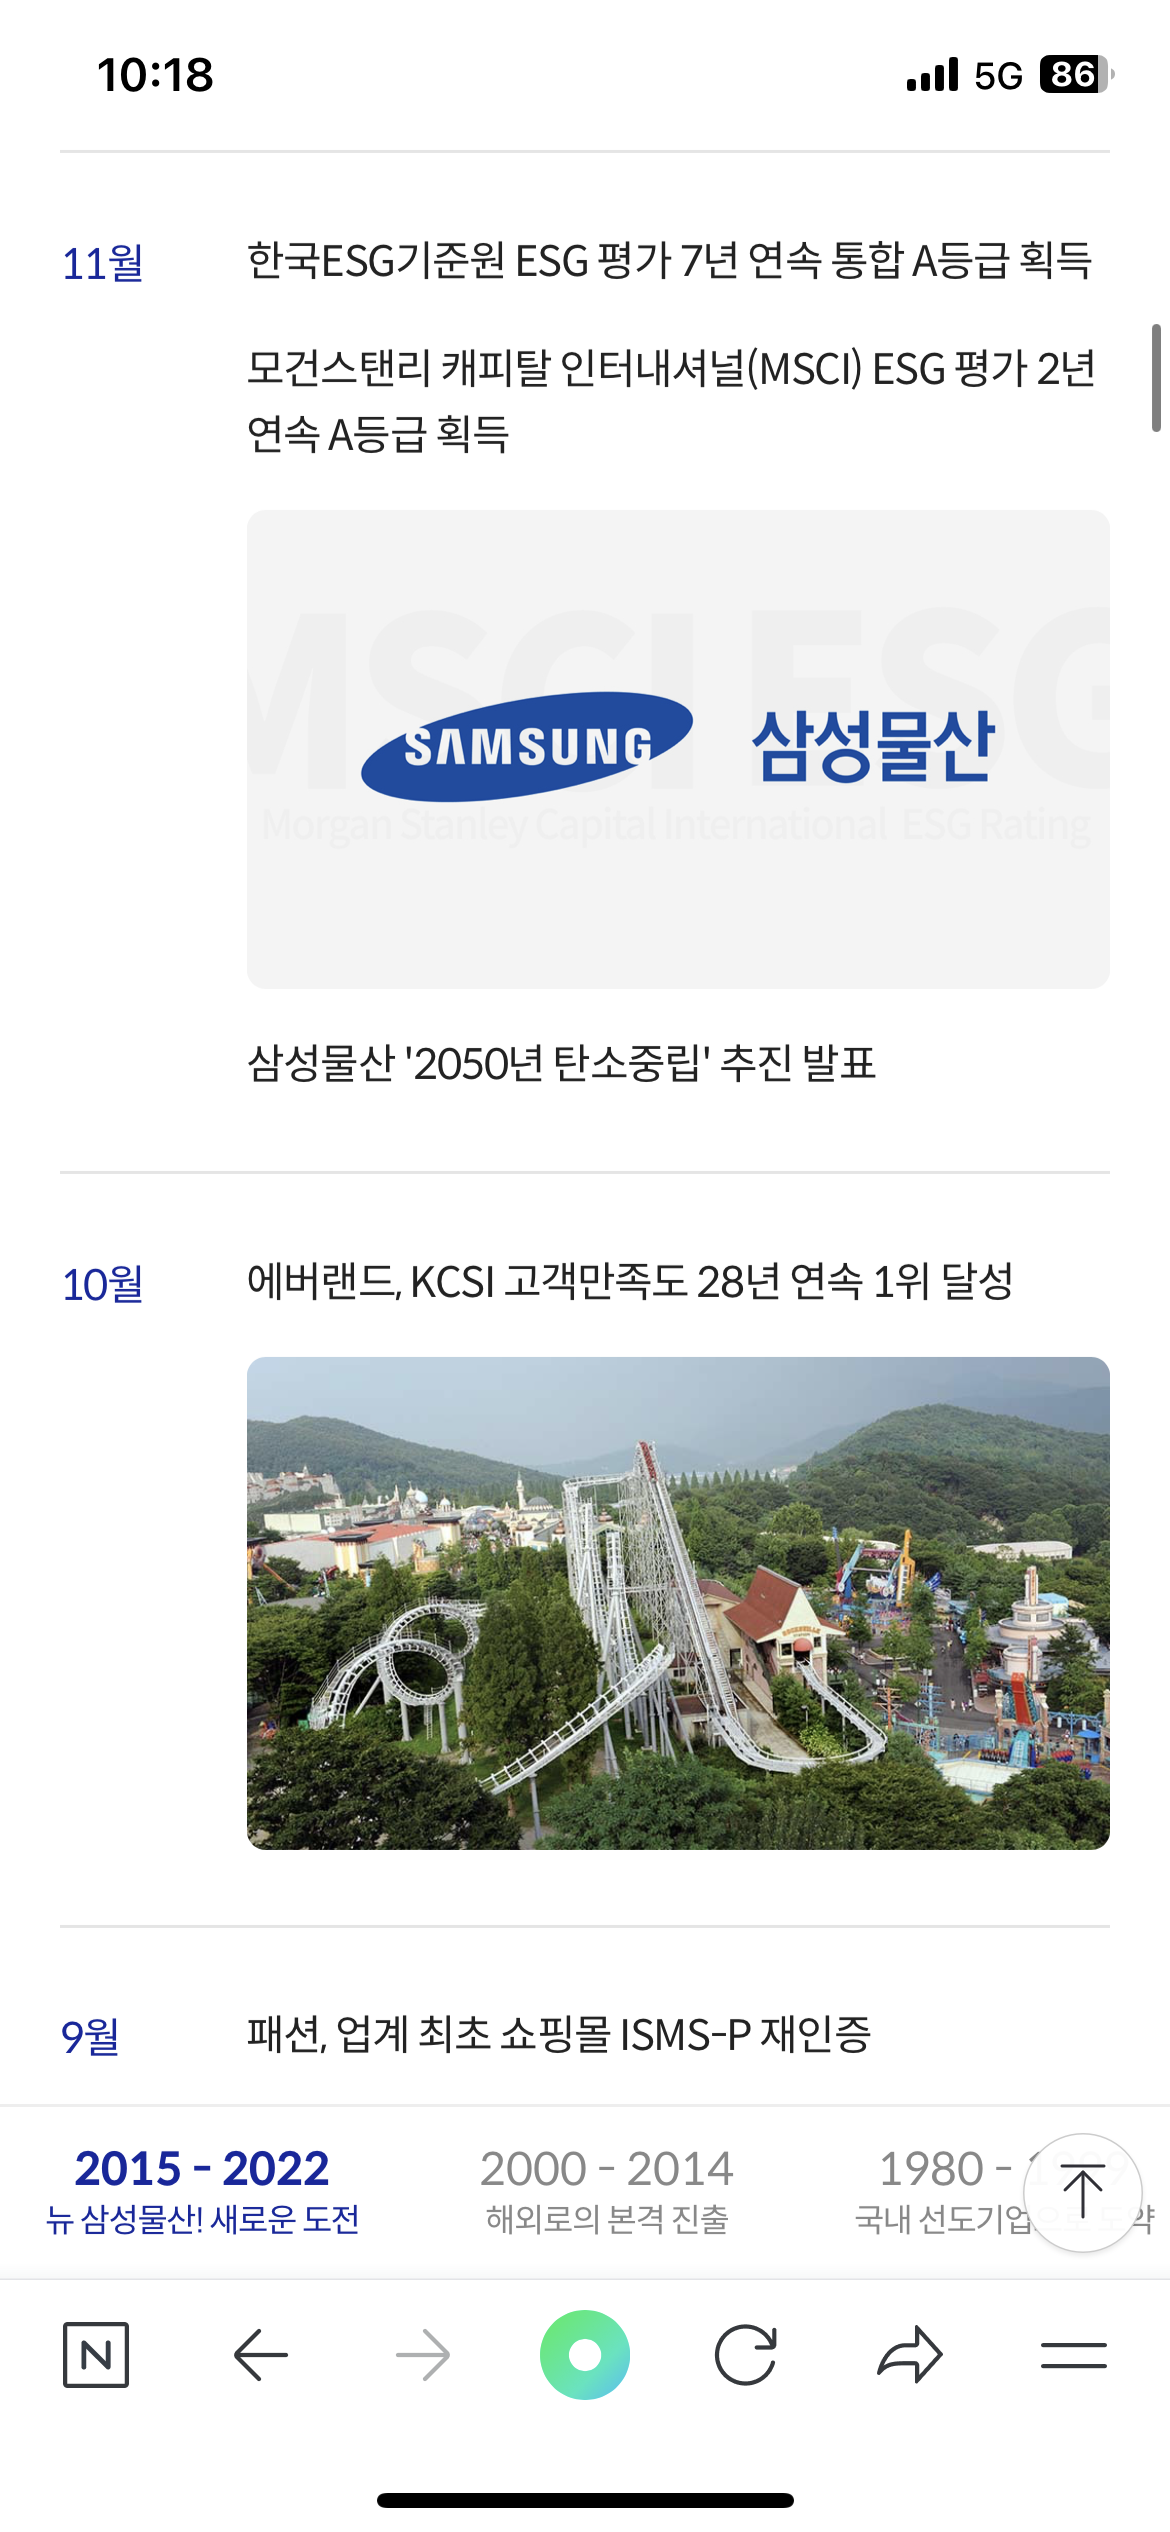 10:18
5G
86
11월
한국ESG기준원 ESG 평가 7년 연속 통합 A등급 획득
모건스탠리 캐피탈 인터내셔널(MSCI) ESG 평가 2년
연속 A등급 획득
MSCI ESG
SAMSUNG 삼성물산
Morgan Stanley Capital International ESG Rating
삼성물산 '2050년 탄소중립' 추진 발표
10월
에버랜드, KCSI 고객만족도 28년 연속 1위 달성
9월
패션, 업계 최초 쇼핑몰 ISMS-P 재인증
2015 - 2022
뉴 삼성물산! 새로운 도전
2000 - 2014
해외로의 본격 진출
1980 - 1999
국내 선도기업으로 도약
N